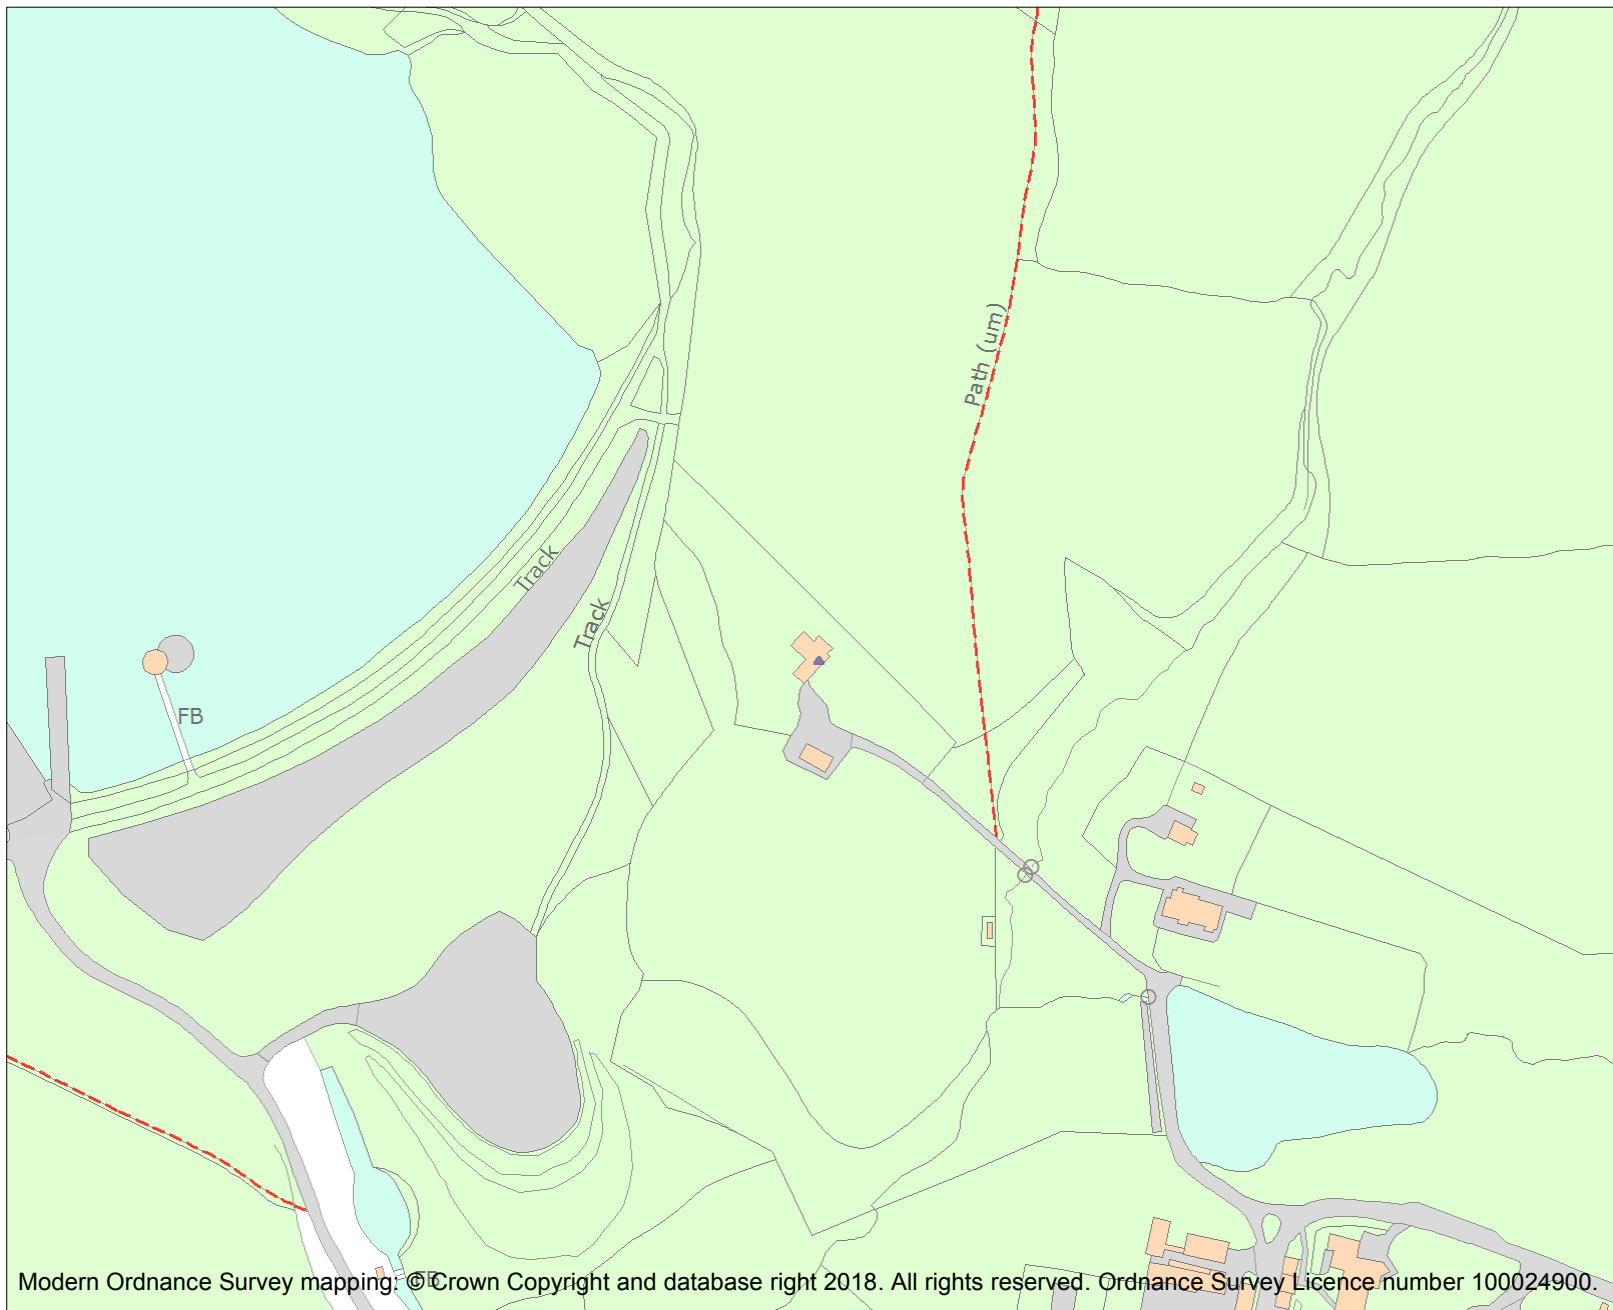 Path (um)
Track
Track
FB
FB
Modern Ordnance Survey mapping: © Crown Copyright and database right 2018. All rights reserved. Ordnance Survey Licence number 100024900.